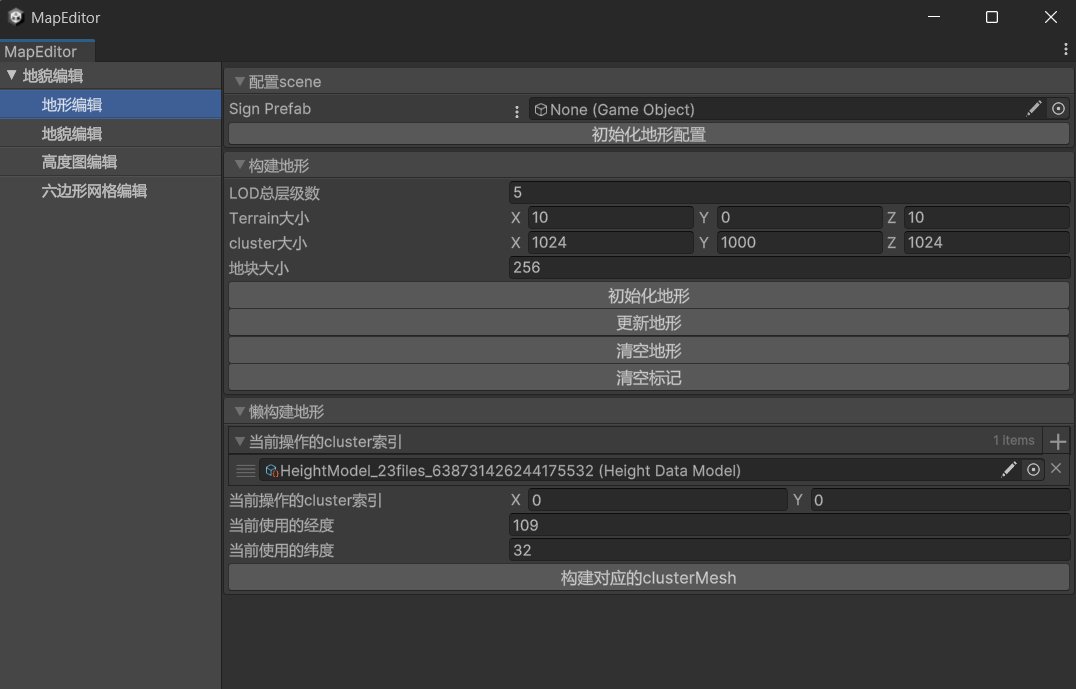 MapEditor
MapEditor
地貌编辑
地形编辑
地貌编辑
高度图编辑
六边形网格编辑
配置scene
Sign Prefab None (Game Object)
初始化地形配置
构建地形
LOD总层级数 5
Terrain大小 X 10 Y 0 Z 10
cluster大小 X 1024 Y 1000 Z 1024
地块大小 256
初始化地形
更新地形
清空地形
清空标记
懒构建地形
当前操作的cluster索引 1 items
HeightModel_23files_638731426244175532 (Height Data Model)
当前操作的cluster索引 X 0 Y 0
当前使用的经度 109
当前使用的纬度 32
构建对应的clusterMesh